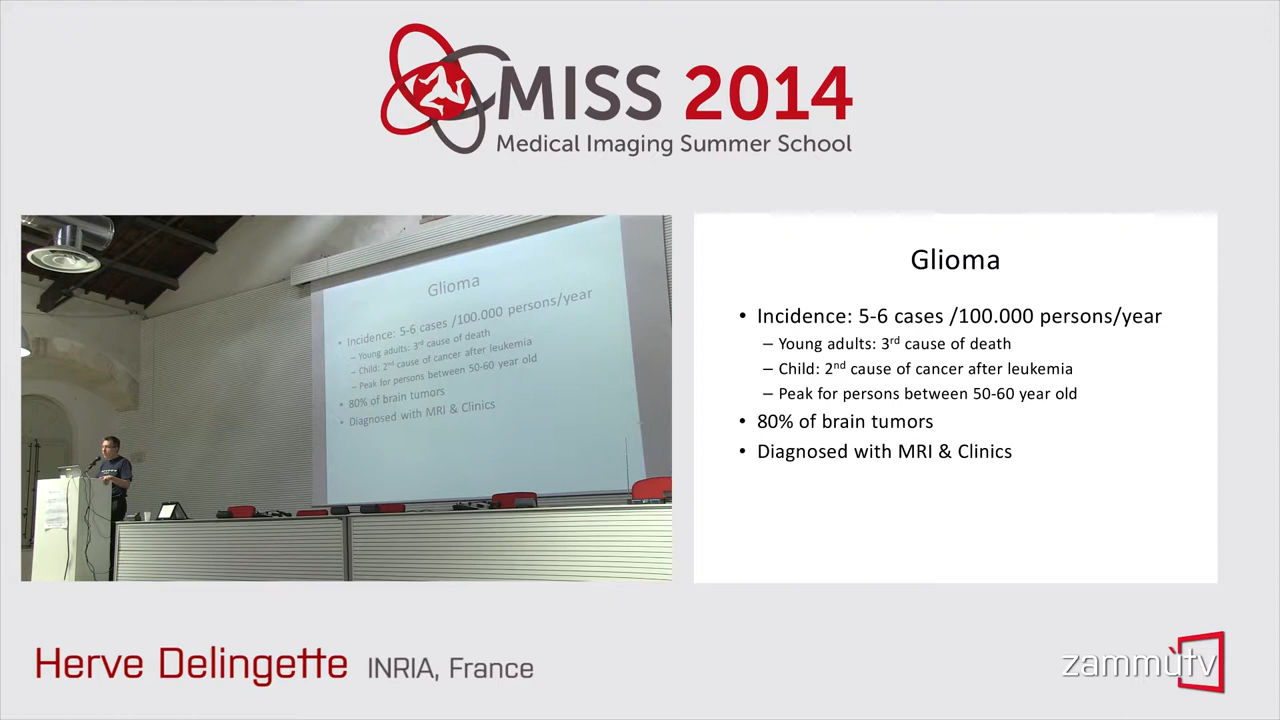 MISS 2014
Medical Imaging Summer School
Glioma
• Incidence: 5-6 cases /100.000 persons/year
– Young adults: 3rd cause of death
– Child: 2nd cause of cancer after leukemia
– Peak for persons between 50-60 year old
• 80% of brain tumors
• Diagnosed with MRI & Clinics
Glioma
• Incidence: 5-6 cases /100.000 persons/year
– Young adults: 3rd cause of death
– Child: 2nd cause of cancer after leukemia
– Peak for persons between 50-60 year old
• 80% of brain tumors
• Diagnosed with MRI & Clinics
Herve Delingette INRIA, France
zammùtv